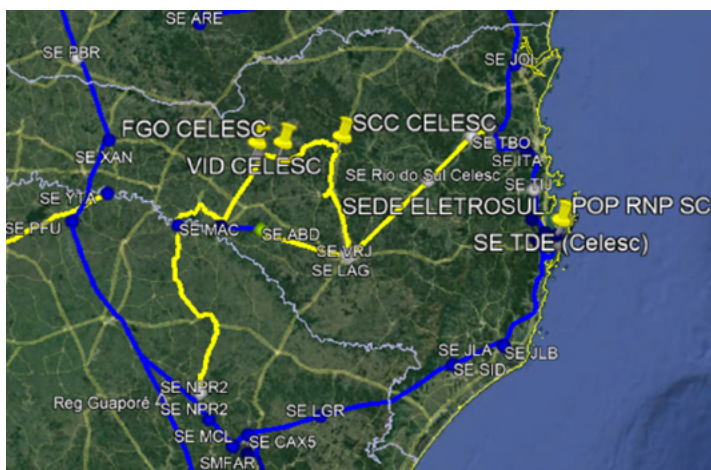 SE ARE
SE PBR
SE JOI
FGO CELESC
SCC CELESC
SE TBO
SE XAN
VID CELESC
SE ITA
SE Rio do Sul Celesc
SE TIJ
SE YTA
SEDE ELETROSUL
POP RNP SC
SE PFU
SE MAC
SE ABD
SE VRJ
SE TDE (Celesc)
SE LAG
SE JLA
SE JLB
SE SID
SE NPR2
Reg Guaporé
SE NPR2
SE LGR
SE MCL
SE CAX5
SMFAR